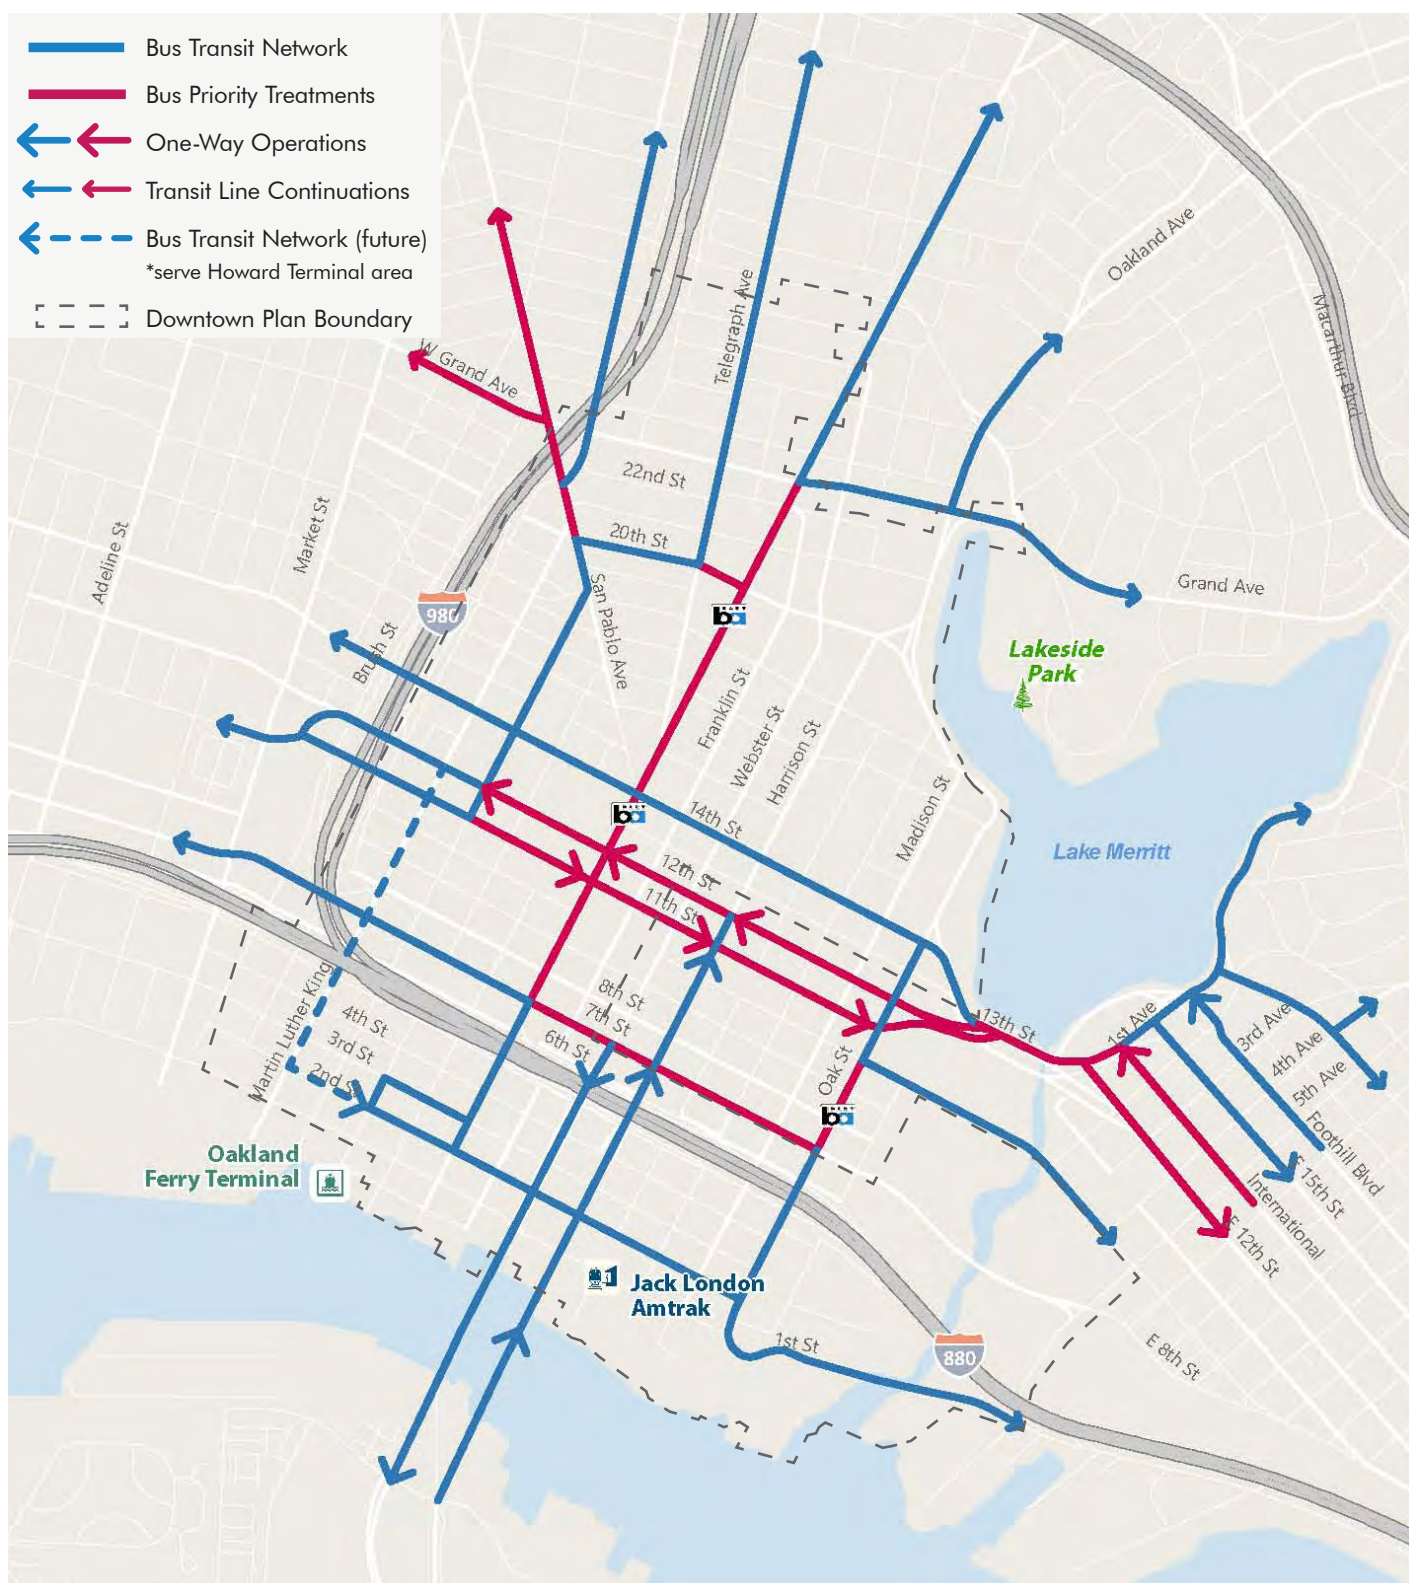 Bus Transit Network
Bus Priority Treatments
One-Way Operations
Transit Line Continuations
Bus Transit Network (future)
*serve Howard Terminal area
Downtown Plan Boundary
Oakland Ave
Macarthur Blvd
Telegraph Ave
W Grand Ave
22nd St
20th St
Market St
Adeline St
Grand Ave
980
San Pablo Ave
Brush St
Lakeside
Park
Franklin St
Webster St
Harrison St
14th St
Madison St
Lake Merritt
12th St
11th St
8th St
7th St
6th St
13th St
1st Ave
3rd Ave
4th Ave
5th Ave
Martin Luther King
4th St
3rd St
2nd St
Oak St
Foothill Blvd
E 15th St
International
E 12th St
Oakland
Ferry Terminal
Jack London
Amtrak
1st St
880
E 8th St